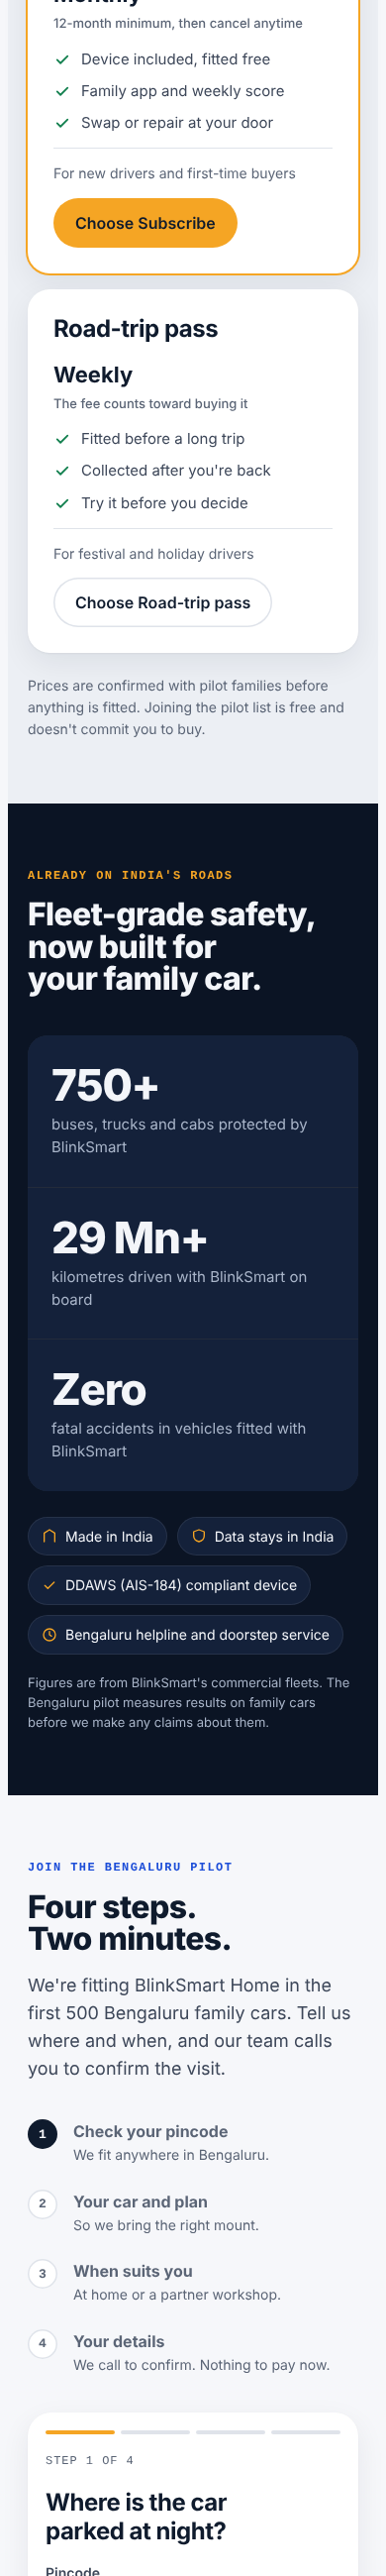 Monthly
12-month minimum, then cancel anytime
Device included, fitted free
Family app and weekly score
Swap or repair at your door
For new drivers and first-time buyers
Choose Subscribe
Road-trip pass
Weekly
The fee counts toward buying it
Fitted before a long trip
Collected after you're back
Try it before you decide
For festival and holiday drivers
Choose Road-trip pass
Prices are confirmed with pilot families before
anything is fitted. Joining the pilot list is free and
doesn't commit you to buy.
ALREADY ON INDIA'S ROADS
Fleet-grade safety,
now built for
your family car.
750+
buses, trucks and cabs protected by
BlinkSmart
29 Mn+
kilometres driven with BlinkSmart on
board
Zero
fatal accidents in vehicles fitted with
BlinkSmart
Made in India
Data stays in India
DDAWS (AIS-184) compliant device
Bengaluru helpline and doorstep service
Figures are from BlinkSmart's commercial fleets. The
Bengaluru pilot measures results on family cars
before we make any claims about them.
JOIN THE BENGALURU PILOT
Four steps.
Two minutes.
We're fitting BlinkSmart Home in the
first 500 Bengaluru family cars. Tell us
where and when, and our team calls
you to confirm the visit.
1 Check your pincode
We fit anywhere in Bengaluru.
2 Your car and plan
So we bring the right mount.
3 When suits you
At home or a partner workshop.
4 Your details
We call to confirm. Nothing to pay now.
STEP 1 OF 4
Where is the car
parked at night?
Pincode